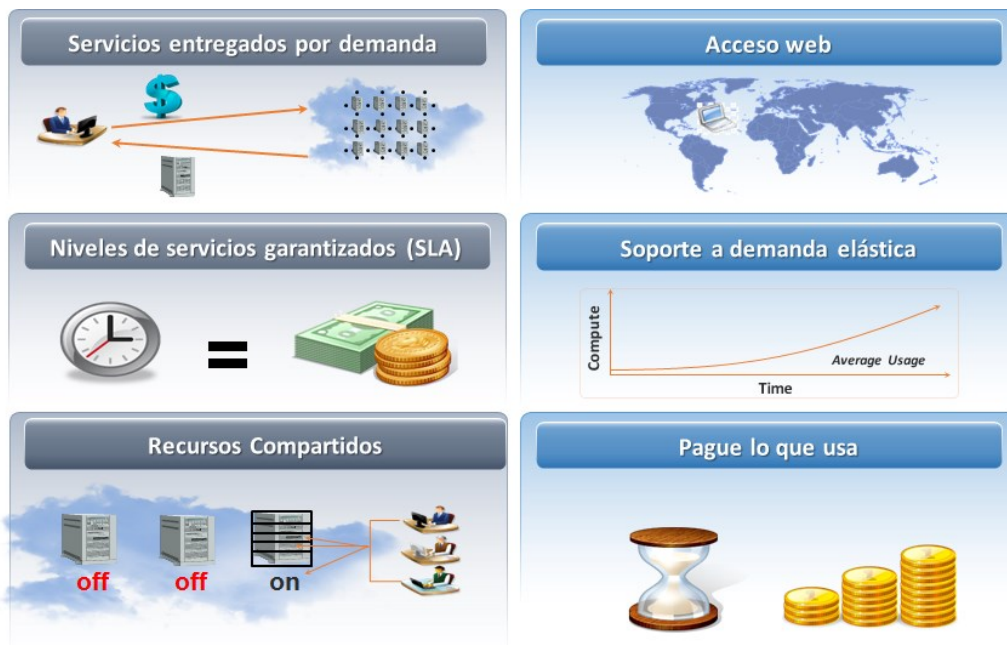 Servicios entregados por demanda
Acceso web
$
Niveles de servicios garantizados (SLA)
=
Soporte a demanda elástica
Compute
Average Usage
Time
Recursos Compartidos
off
off
on
Pague lo que usa